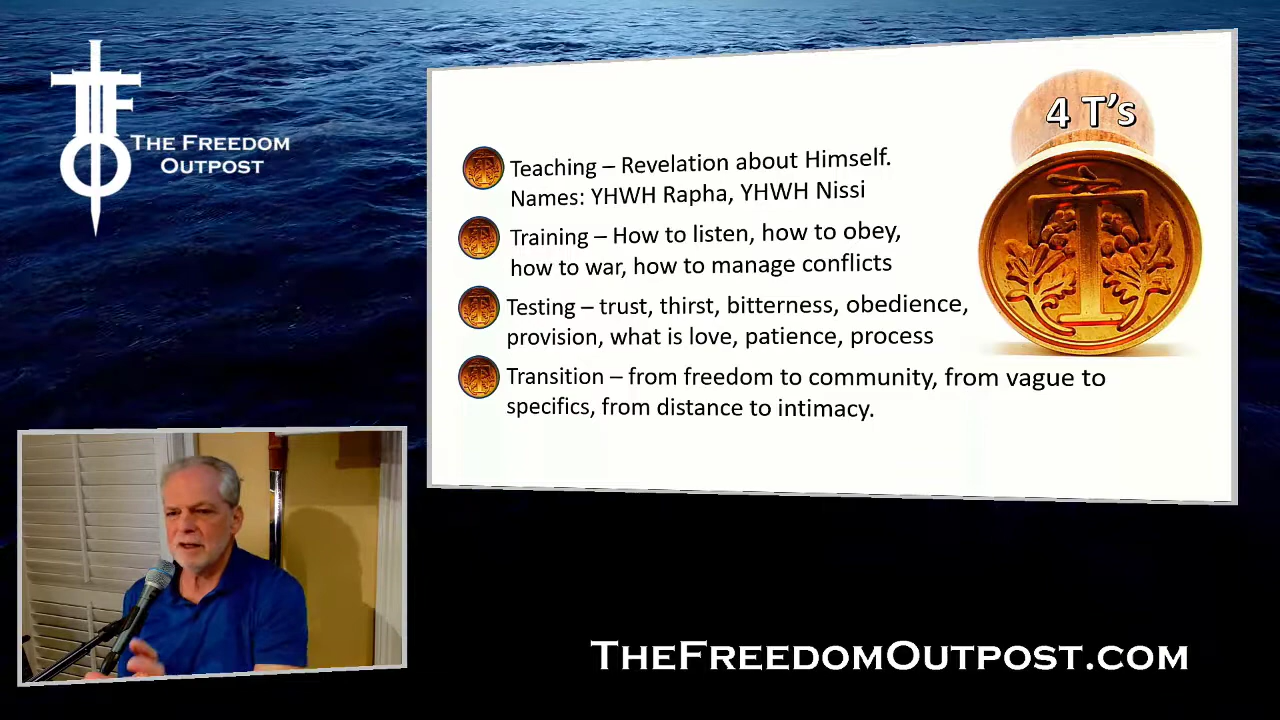 The Freedom
Outpost
4 T's
Teaching – Revelation about Himself.
Names: YHWH Rapha, YHWH Nissi
Training – How to listen, how to obey,
how to war, how to manage conflicts
Testing – trust, thirst, bitterness, obedience,
provision, what is love, patience, process
Transition – from freedom to community, from vague to
specifics, from distance to intimacy.
TheFreedomOutpost.com